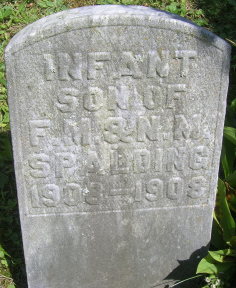 INFANT
SON OF
F.M. & N.M.
SPALDING
1908 – 1908